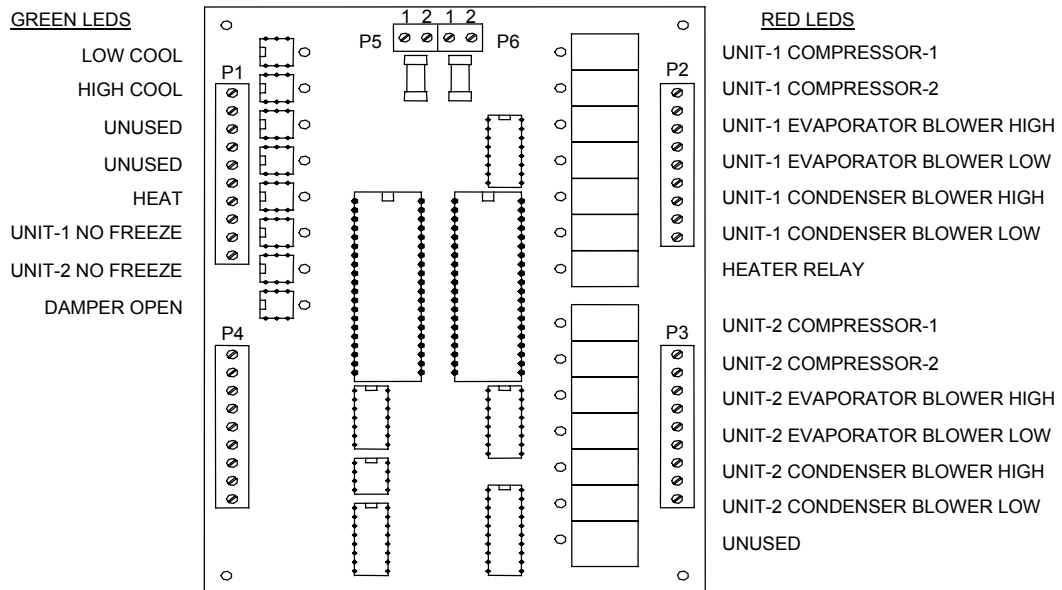 GREEN LEDS
LOW COOL
HIGH COOL
UNUSED
UNUSED
HEAT
UNIT-1 NO FREEZE
UNIT-2 NO FREEZE
DAMPER OPEN
1 2 1 2
P5 P6
P1
P2
P4
P3
RED LEDS
UNIT-1 COMPRESSOR-1
UNIT-1 COMPRESSOR-2
UNIT-1 EVAPORATOR BLOWER HIGH
UNIT-1 EVAPORATOR BLOWER LOW
UNIT-1 CONDENSER BLOWER HIGH
UNIT-1 CONDENSER BLOWER LOW
HEATER RELAY
UNIT-2 COMPRESSOR-1
UNIT-2 COMPRESSOR-2
UNIT-2 EVAPORATOR BLOWER HIGH
UNIT-2 EVAPORATOR BLOWER LOW
UNIT-2 CONDENSER BLOWER HIGH
UNIT-2 CONDENSER BLOWER LOW
UNUSED